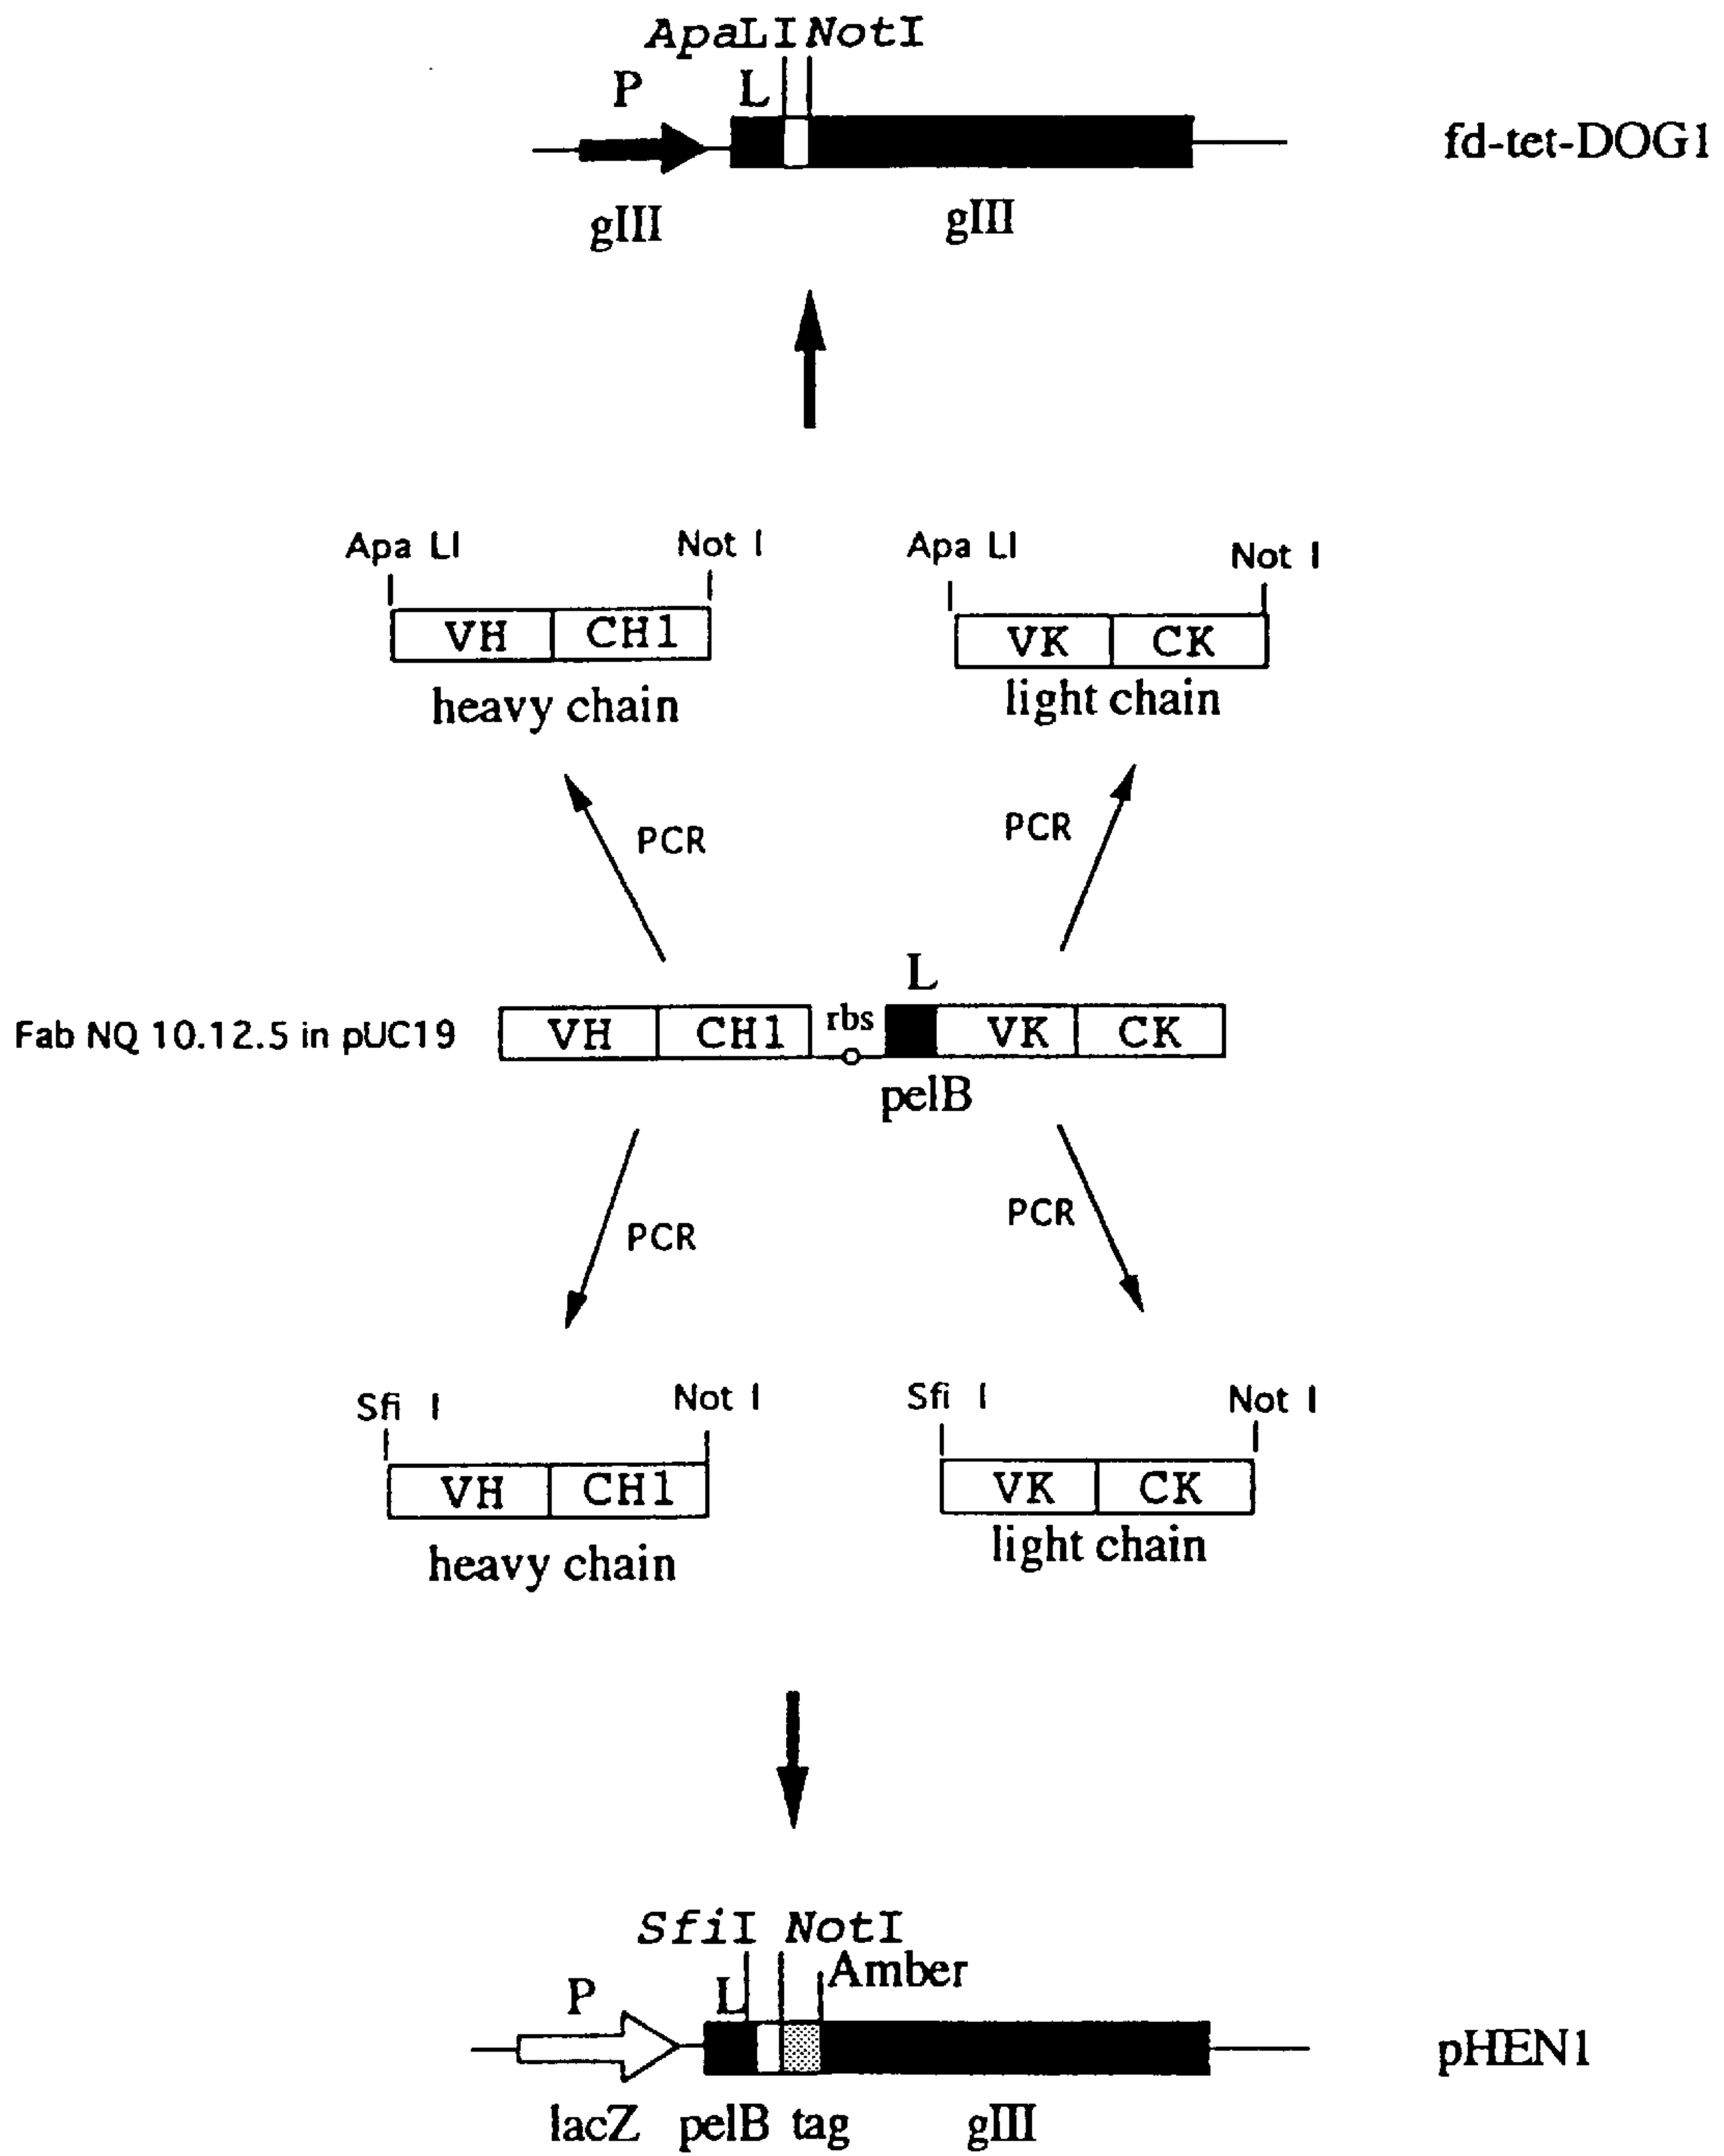 ApaLI NotI
P L
fd-tet-DOG1
gIII gIII
Apa LI Not I Apa LI Not I
VH CH1 VK CK
heavy chain light chain
PCR PCR
L
Fab NQ 10.12.5 in pUC19 VH CH1 rbs VK CK
pelB
PCR PCR
Sfi I Not I Sfi I Not I
VH CH1 VK CK
heavy chain light chain
SfiI NotI
P L Amber
pHEN1
lacZ pelB tag gIII